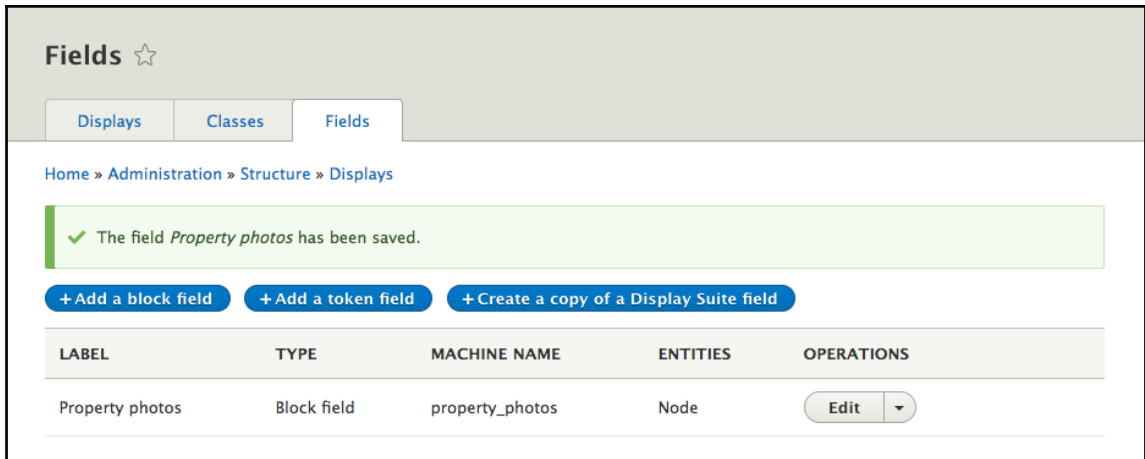 Fields
Displays Classes Fields
Home » Administration » Structure » Displays
The field Property photos has been saved.
+ Add a block field + Add a token field + Create a copy of a Display Suite field
LABEL TYPE MACHINE NAME ENTITIES OPERATIONS
Property photos Block field property_photos Node Edit